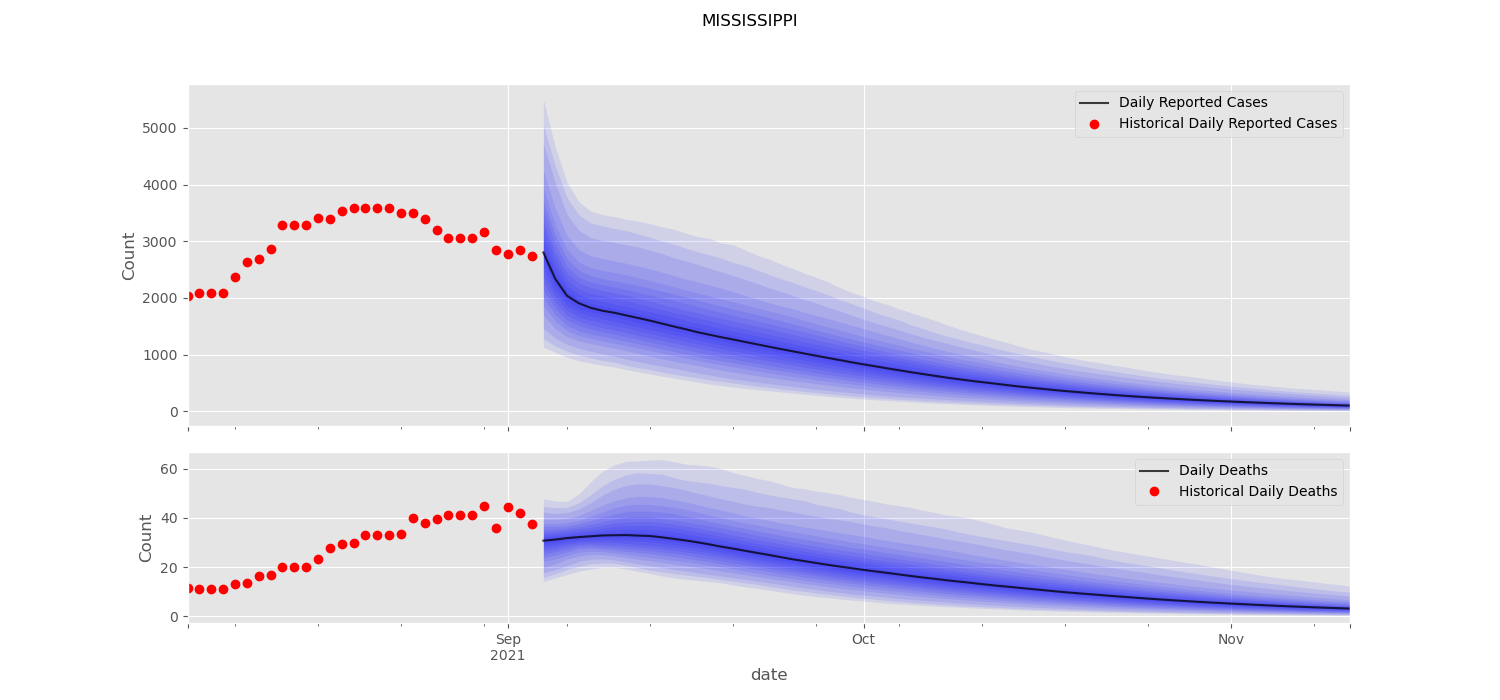 MISSISSIPPI
Daily Reported Cases
Historical Daily Reported Cases
5000
4000
3000
2000
1000
0
Count
Daily Deaths
Historical Daily Deaths
60
40
20
0
Count
Sep
2021
Oct
Nov
date